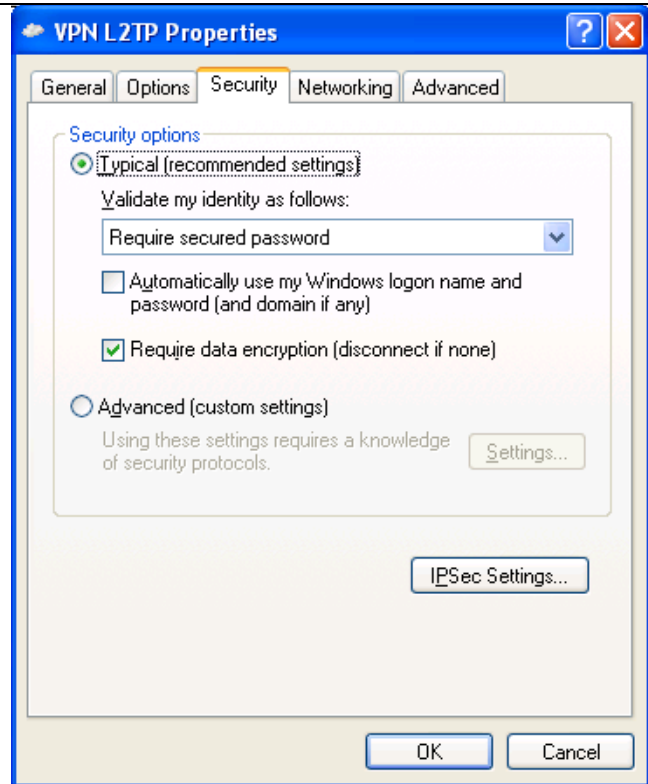 VPN L2TP Properties
General Options Security Networking Advanced
Security options
Typical (recommended settings)
Validate my identity as follows:
Require secured password
Automatically use my Windows logon name and
password (and domain if any)
Require data encryption (disconnect if none)
Advanced (custom settings)
Using these settings requires a knowledge
of security protocols.
Settings...
IPSec Settings...
OK Cancel